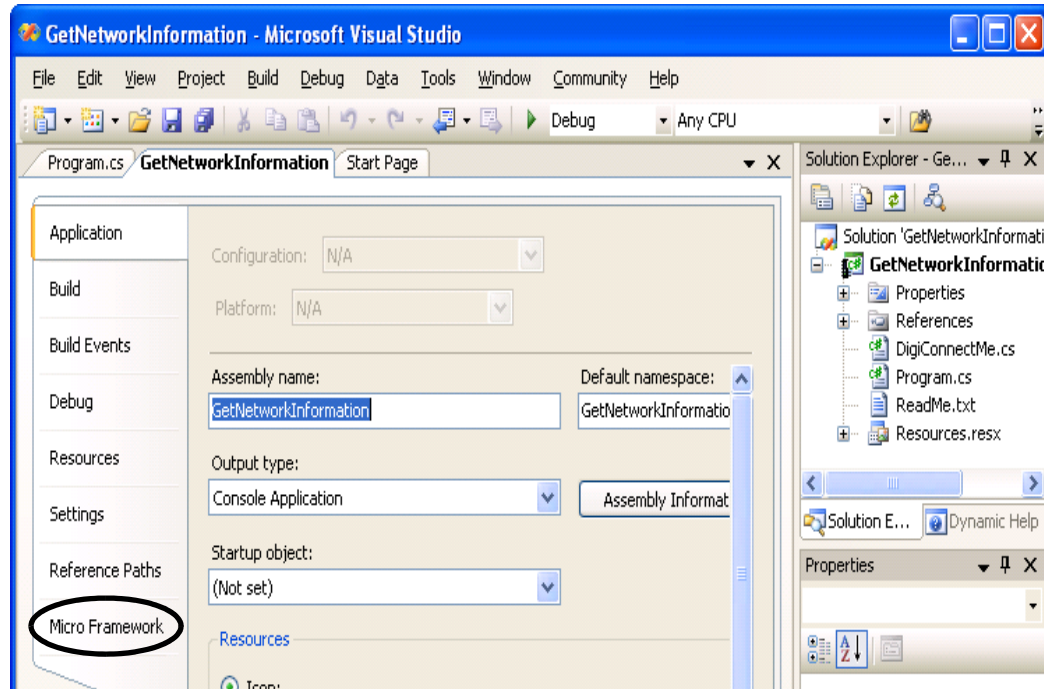 GetNetworkInformation - Microsoft Visual Studio
File Edit View Project Build Debug Data Tools Window Community Help
Debug Any CPU
Program.cs GetNetworkInformation Start Page
Solution Explorer - Ge...
Application
Build
Build Events
Debug
Resources
Settings
Reference Paths
Micro Framework
Configuration: N/A
Platform: N/A
Assembly name: Default namespace:
GetNetworkInformation GetNetworkInformatio
Output type:
Console Application Assembly Informat
Startup object:
(Not set)
Resources
Icon:
Solution 'GetNetworkInformati
GetNetworkInformatic
Properties
References
DigiConnectMe.cs
Program.cs
ReadMe.txt
Resources.resx
Solution E... Dynamic Help
Properties